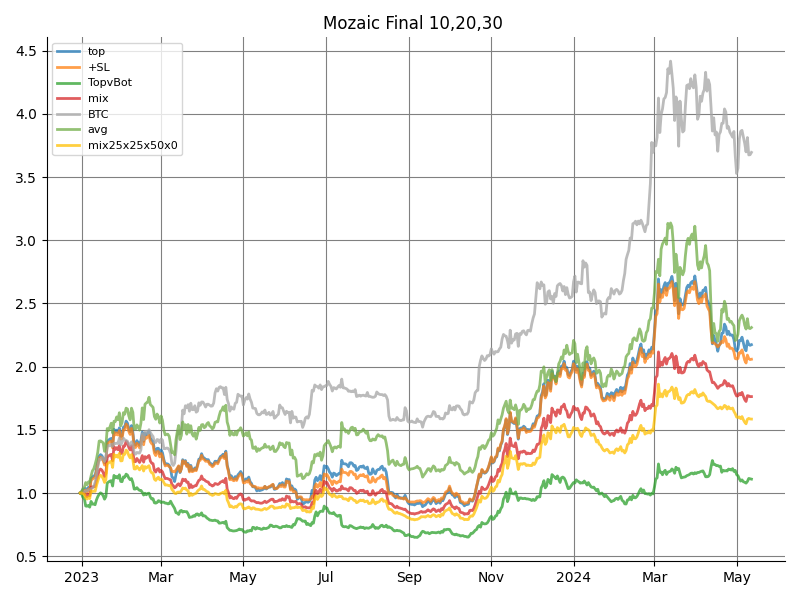 Mozaic Final 10,20,30
top
+SL
TopvBot
mix
BTC
avg
mix25x25x50x0
4.5
4.0
3.5
3.0
2.5
2.0
1.5
1.0
0.5
2023 Mar May Jul Sep Nov 2024 Mar May